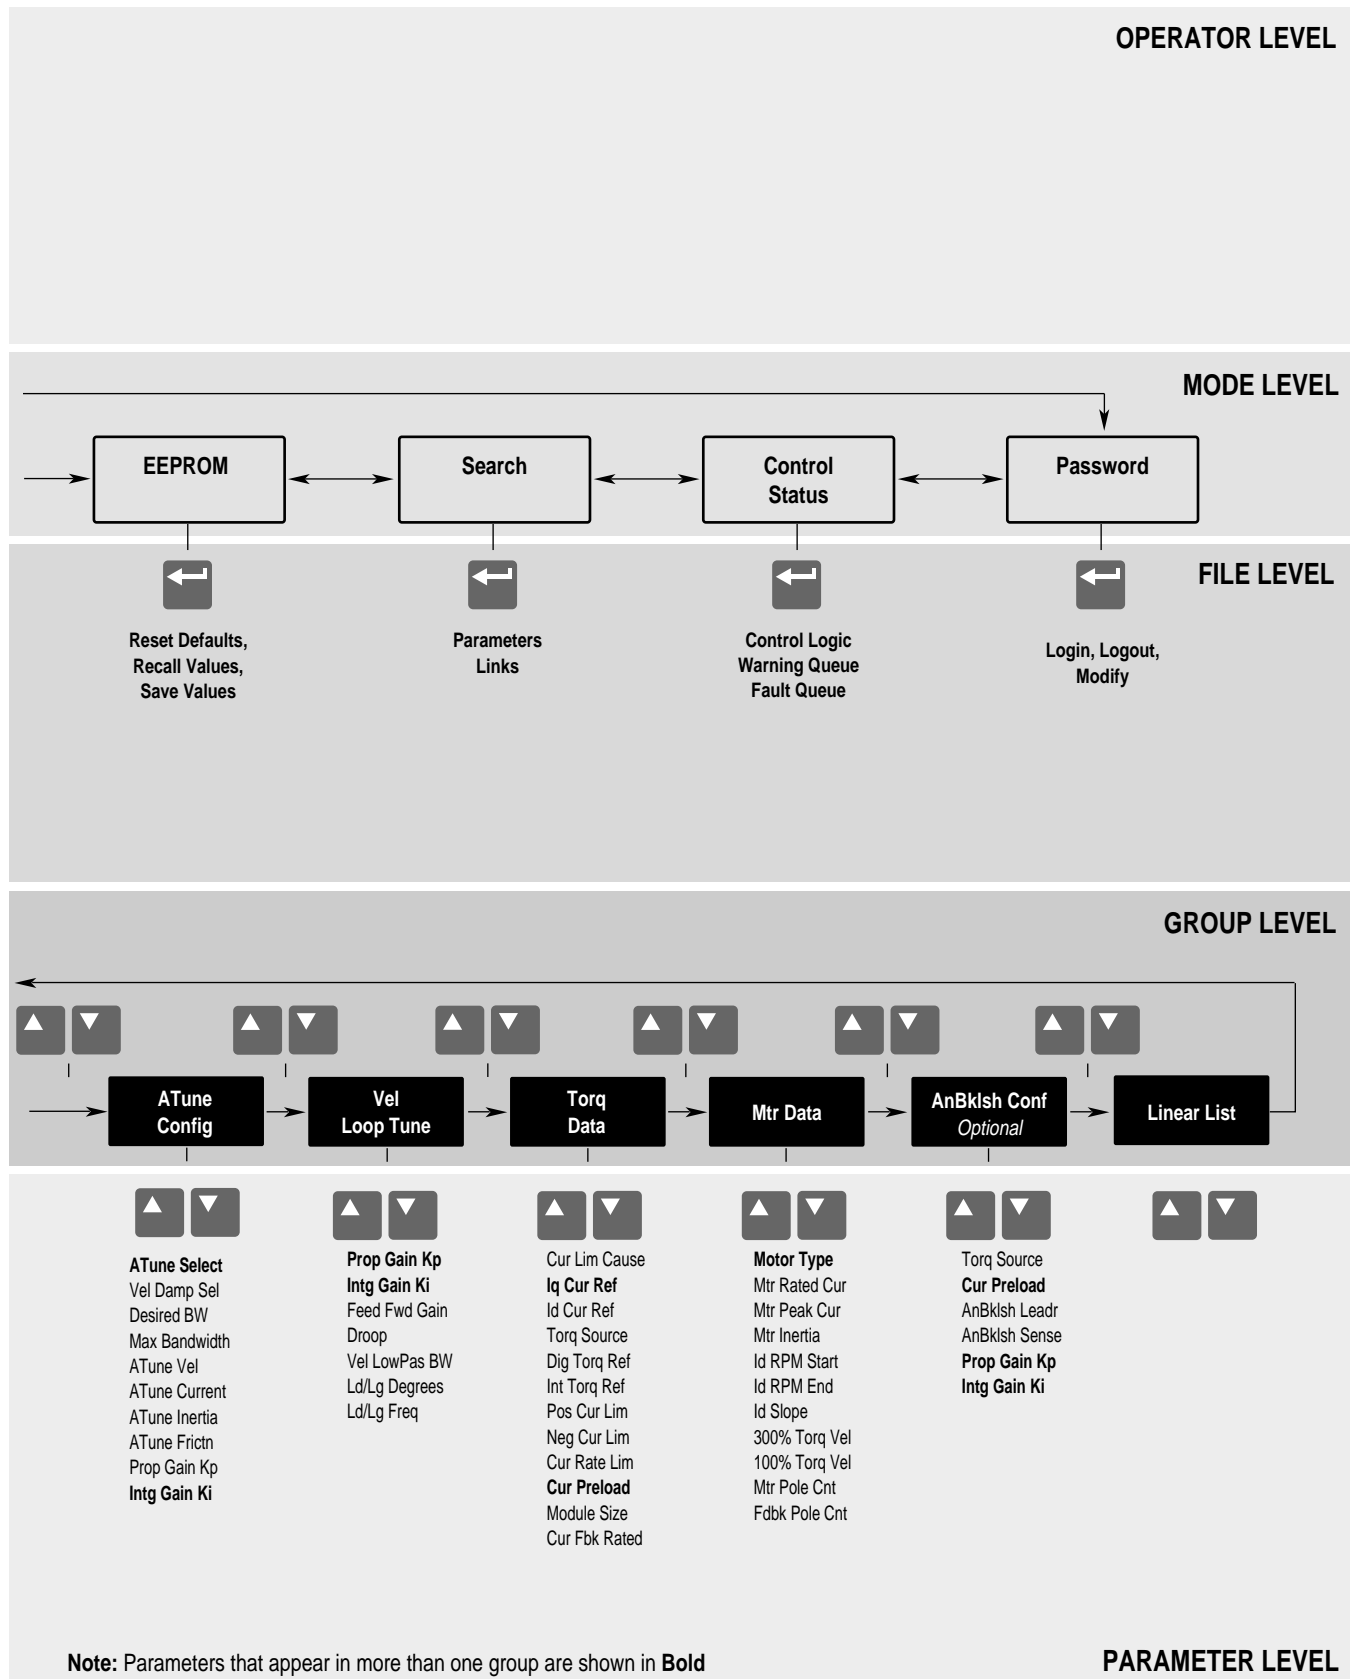 OPERATOR LEVEL
MODE LEVEL
EEPROM
Search
Control
Status
Password
FILE LEVEL
Reset Defaults,
Recall Values,
Save Values
Parameters
Links
Control Logic
Warning Queue
Fault Queue
Login, Logout,
Modify
GROUP LEVEL
ATune
Config
Vel
Loop Tune
Torq
Data
Mtr Data
AnBklsh Conf
Optional
Linear List
ATune Select
Vel Damp Sel
Desired BW
Max Bandwidth
ATune Vel
ATune Current
ATune Inertia
ATune Frictn
Prop Gain Kp
Intg Gain Ki
Prop Gain Kp
Intg Gain Ki
Feed Fwd Gain
Droop
Vel LowPas BW
Ld/Lg Degrees
Ld/Lg Freq
Cur Lim Cause
Iq Cur Ref
Id Cur Ref
Torq Source
Dig Torq Ref
Int Torq Ref
Pos Cur Lim
Neg Cur Lim
Cur Rate Lim
Cur Preload
Module Size
Cur Fbk Rated
Motor Type
Mtr Rated Cur
Mtr Peak Cur
Mtr Inertia
Id RPM Start
Id RPM End
Id Slope
300% Torq Vel
100% Torq Vel
Mtr Pole Cnt
Fdbk Pole Cnt
Torq Source
Cur Preload
AnBklsh Leadr
AnBklsh Sense
Prop Gain Kp
Intg Gain Ki
Note: Parameters that appear in more than one group are shown in Bold
PARAMETER LEVEL